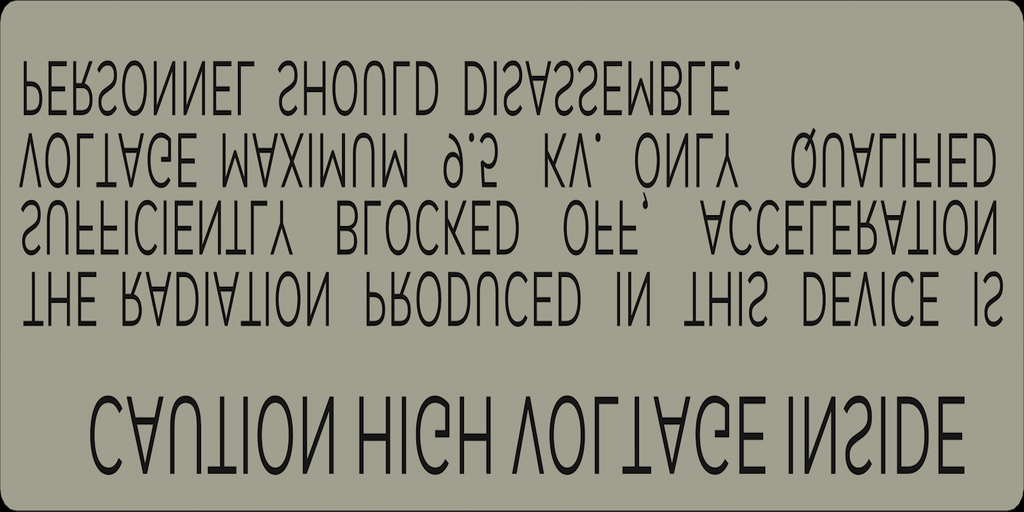 CAUTION HIGH VOLTAGE INSIDE
THE RADIATION PRODUCED IN THIS DEVICE IS
SUFFICIENTLY BLOCKED OFF, ACCELERATION
VOLTAGE MAXIMUM 9.5 KV. ONLY QUALIFIED
PERSONNEL SHOULD DISASSEMBLE.